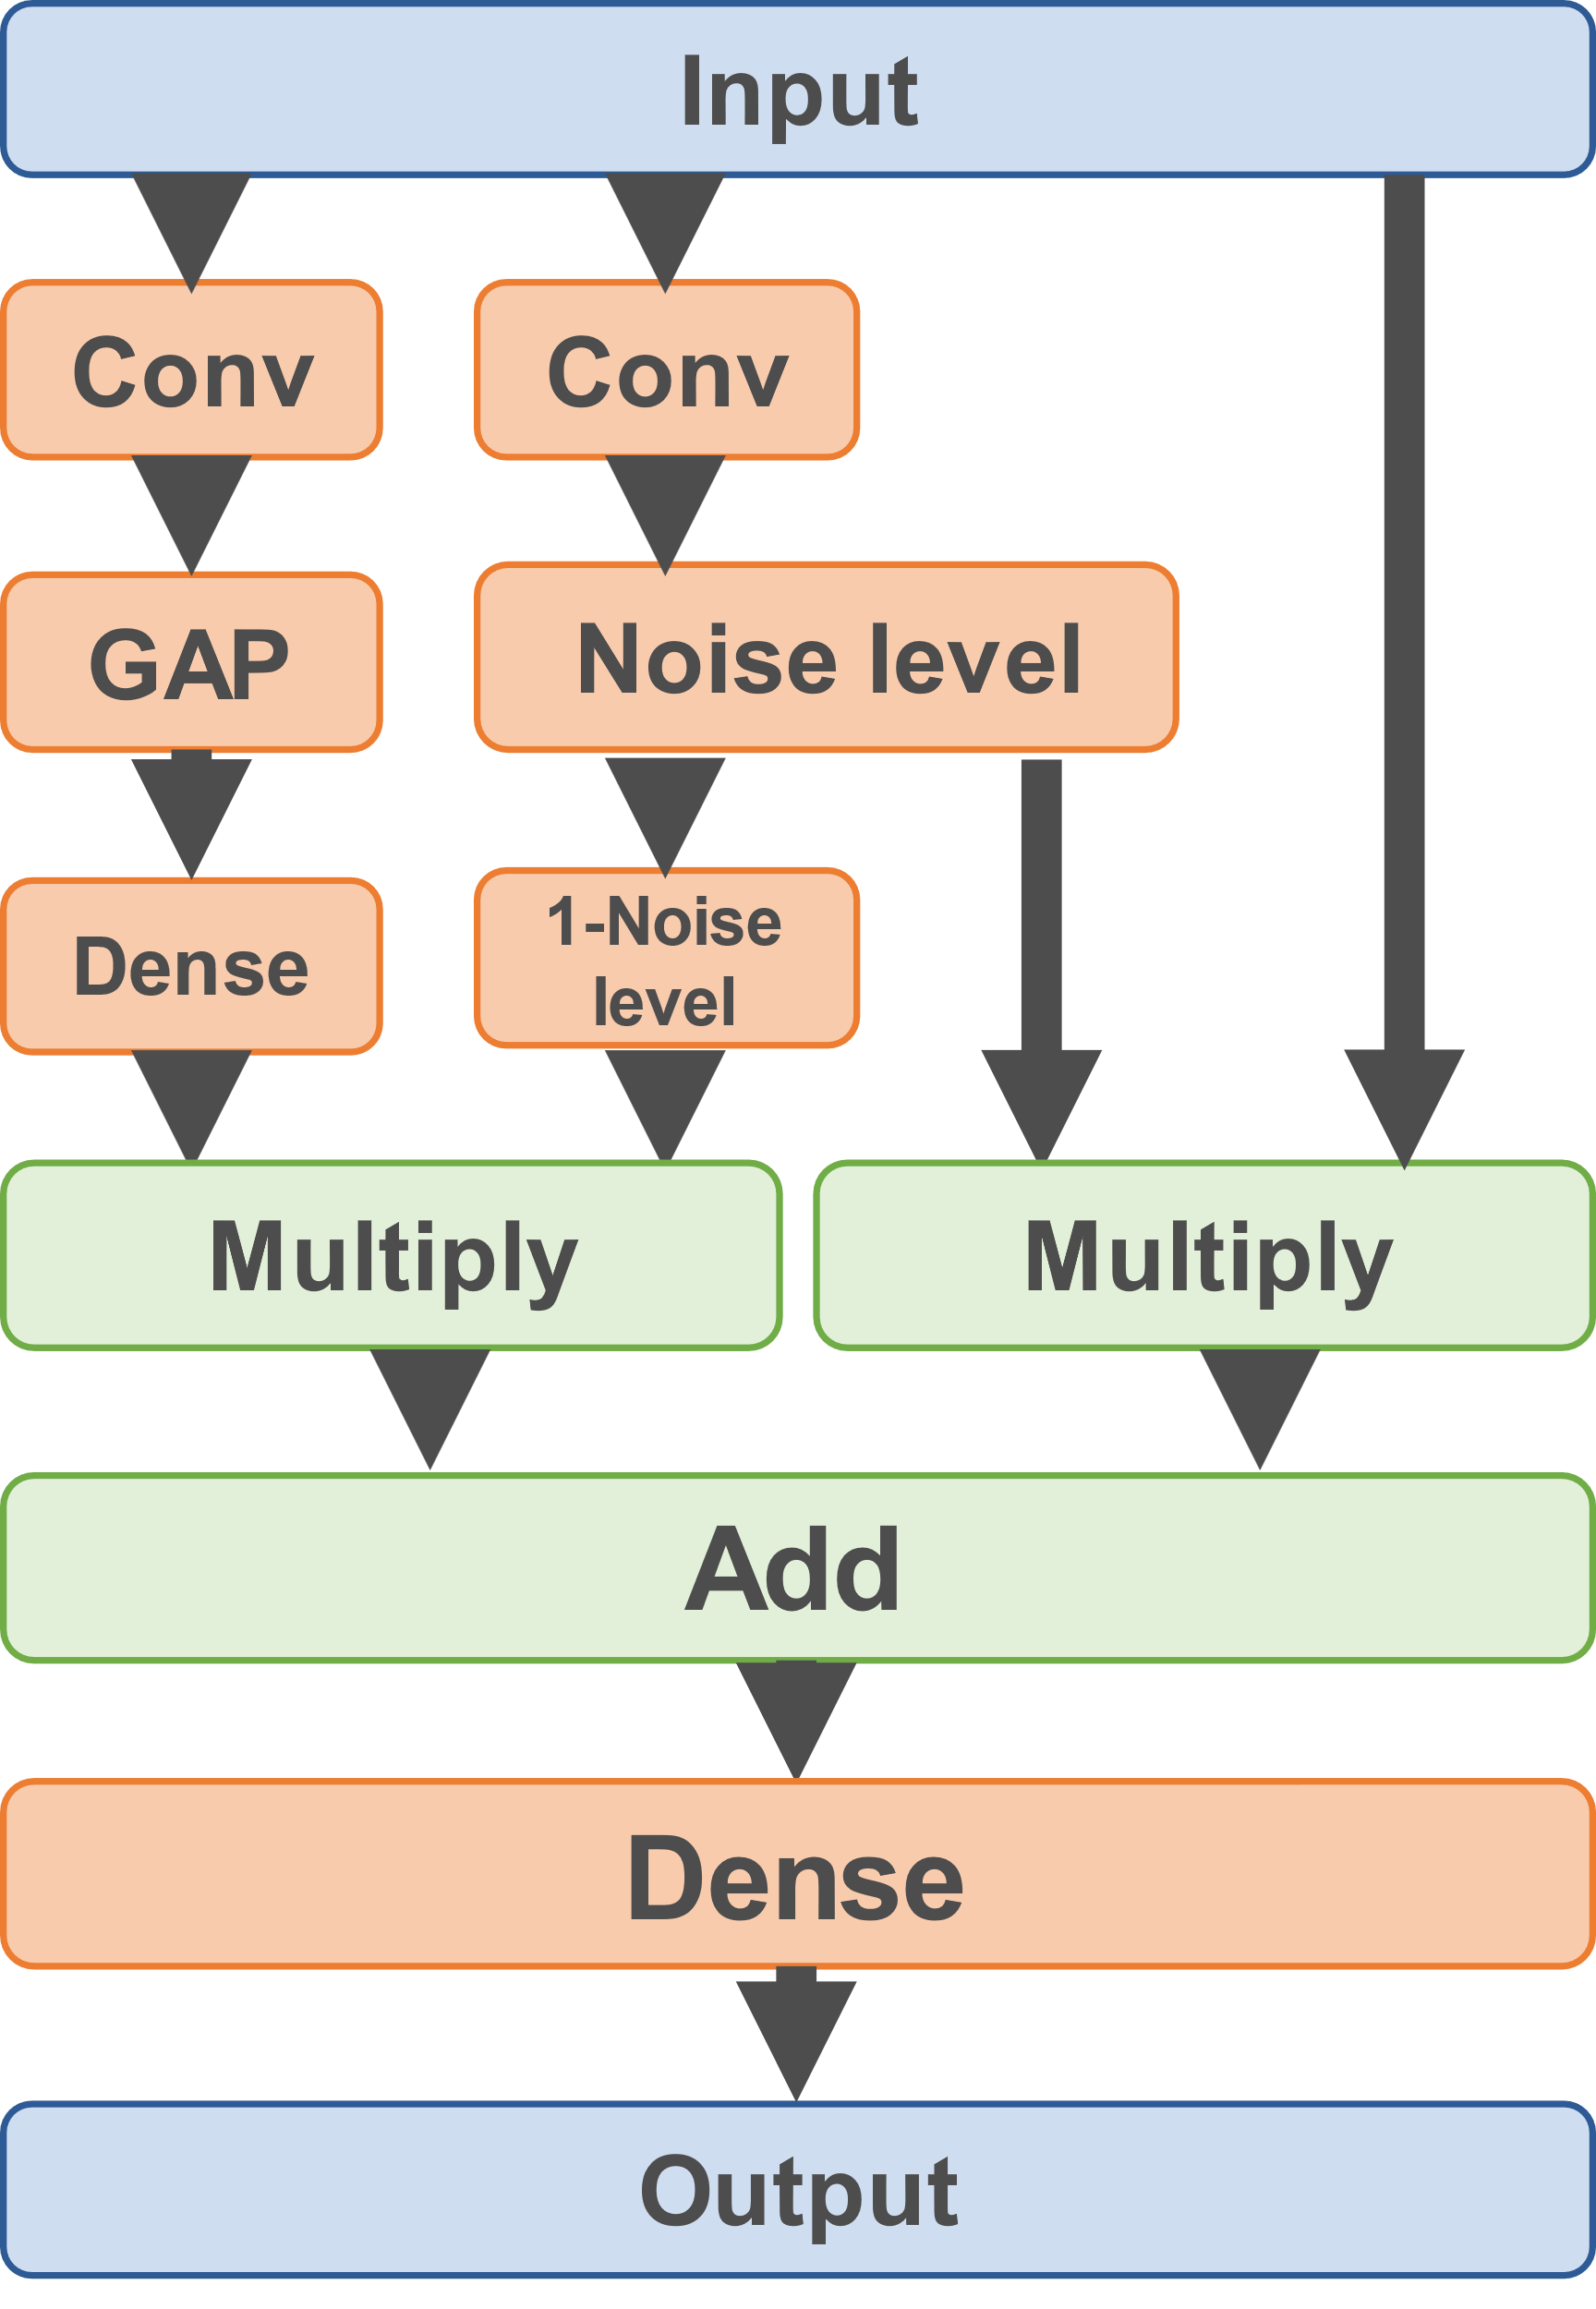 Input
Conv
Conv
GAP
Noise level
Dense
1-Noise
level
Multiply
Multiply
Add
Dense
Output